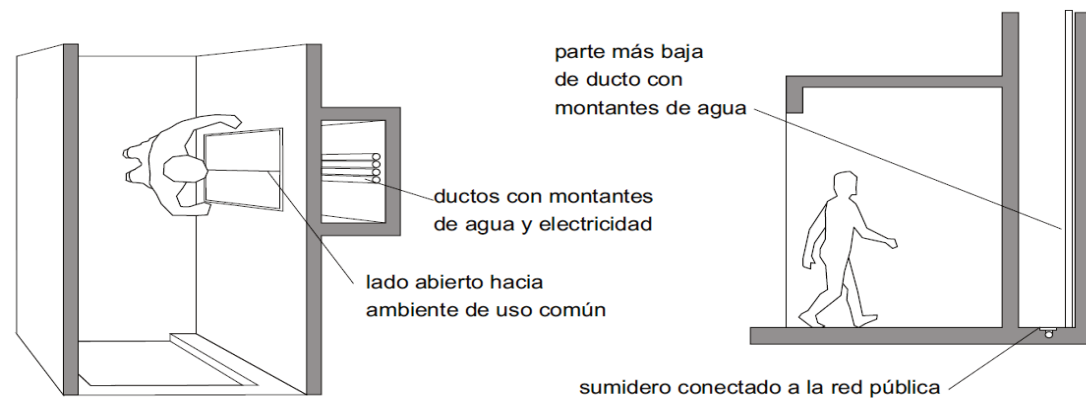 ductos con montantes
de agua y electricidad
lado abierto hacia
ambiente de uso común
parte más baja
de ducto con
montantes de agua
sumidero conectado a la red pública